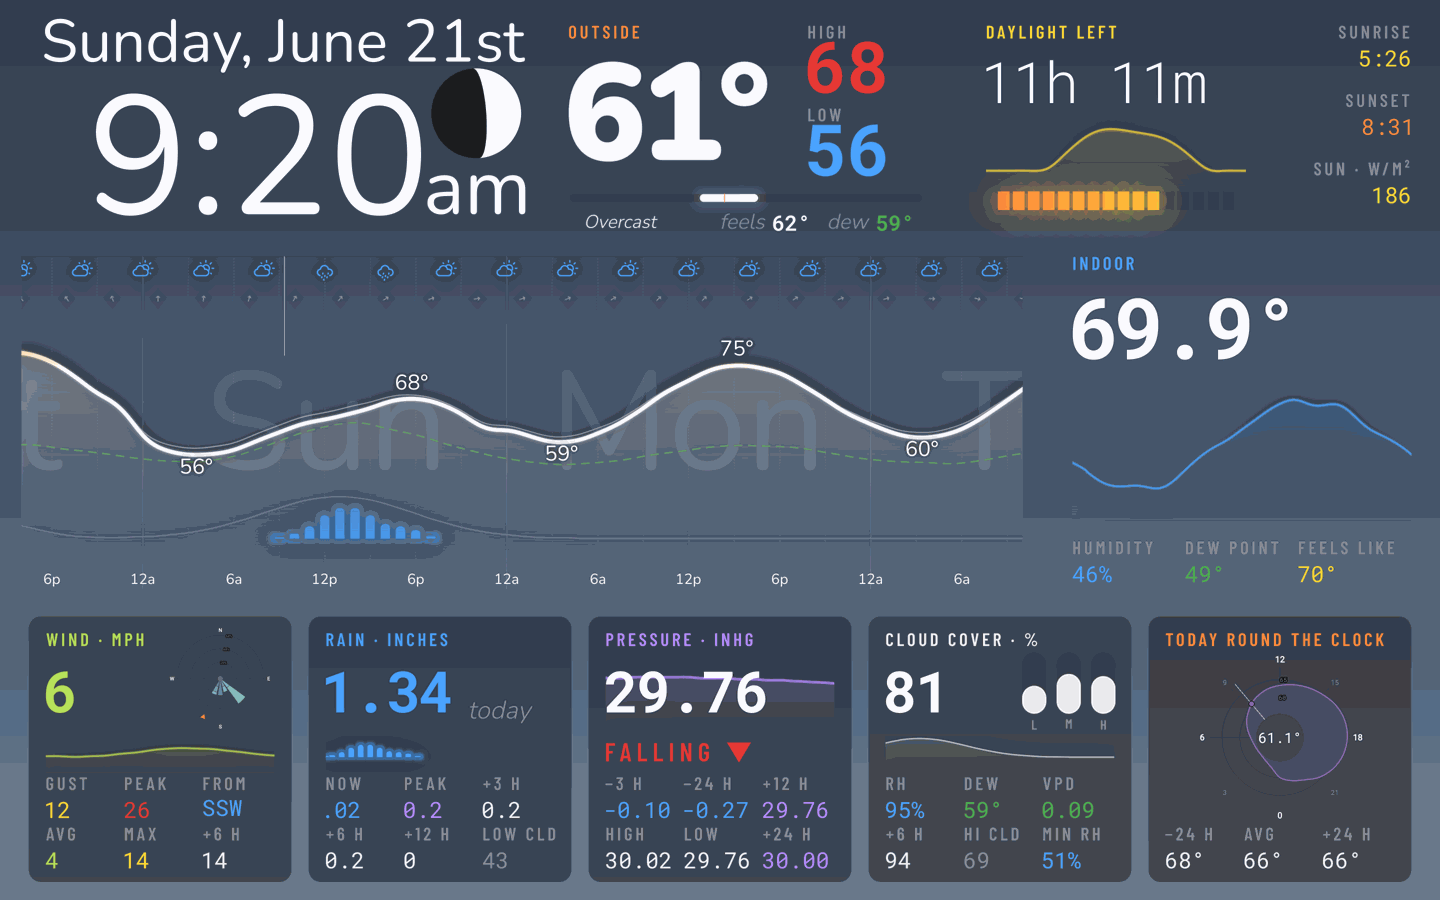 Sunday, June 21st
9:20 am
OUTSIDE
61°
HIGH
68
LOW
56
Overcast feels 62° dew 59°
DAYLIGHT LEFT
11h 11m
SUNRISE
5:26
SUNSET
8:31
SUN · W/M²
186
Sun Mon
68°
75°
56°
59°
60°
6p 12a 6a 12p 6p 12a 6a 12p 6p 12a 6a
INDOOR
69.9°
HUMIDITY DEW POINT FEELS LIKE
46% 49° 70°
WIND · MPH
6
N
W E
S
GUST PEAK FROM
12 26 SSW
AVG MAX +6 H
4 14 14
RAIN · INCHES
1.34 today
NOW PEAK +3 H
.02 0.2 0.2
+6 H +12 H LOW CLD
0.2 0 43
PRESSURE · INHG
29.76
FALLING ▼
-3 H -24 H +12 H
-0.10 -0.27 29.76
HIGH LOW +24 H
30.02 29.76 30.00
CLOUD COVER · %
81
L M H
RH DEW VPD
95% 59° 0.09
+6 H HI CLD MIN RH
94 69 51%
TODAY ROUND THE CLOCK
12
9 15
6 61.1° 18
3 21
0
-24 H AVG +24 H
68° 66° 66°